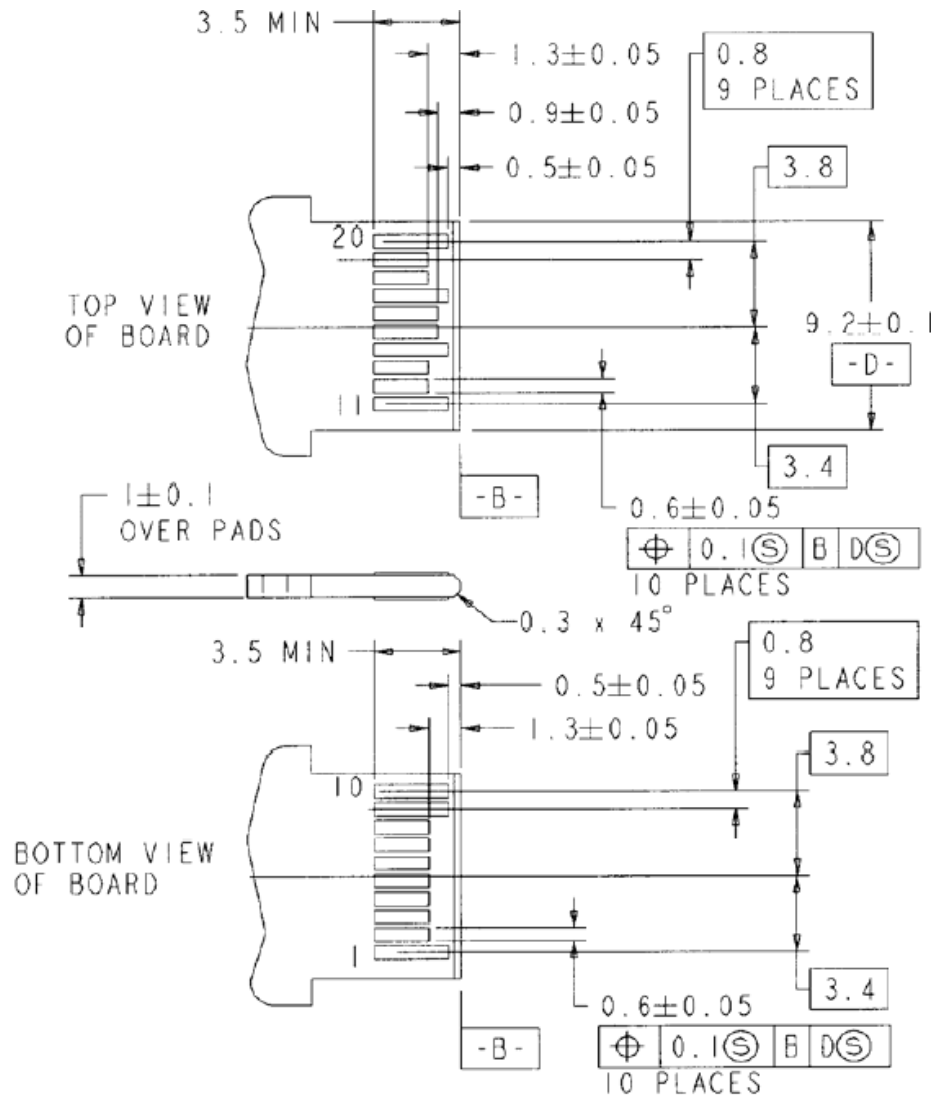 3.5 MIN
1.3±0.05
0.8
9 PLACES
0.9±0.05
0.5±0.05
3.8
20
TOP VIEW
OF BOARD
9.2±0.1
-D-
11
3.4
1±0.1
OVER PADS
-B-
0.6±0.05
⌖ 0.1Ⓢ B DⓈ
10 PLACES
0.3 x 45°
3.5 MIN
0.8
9 PLACES
0.5±0.05
1.3±0.05
3.8
10
BOTTOM VIEW
OF BOARD
1
3.4
0.6±0.05
-B-
⌖ 0.1Ⓢ B DⓈ
10 PLACES